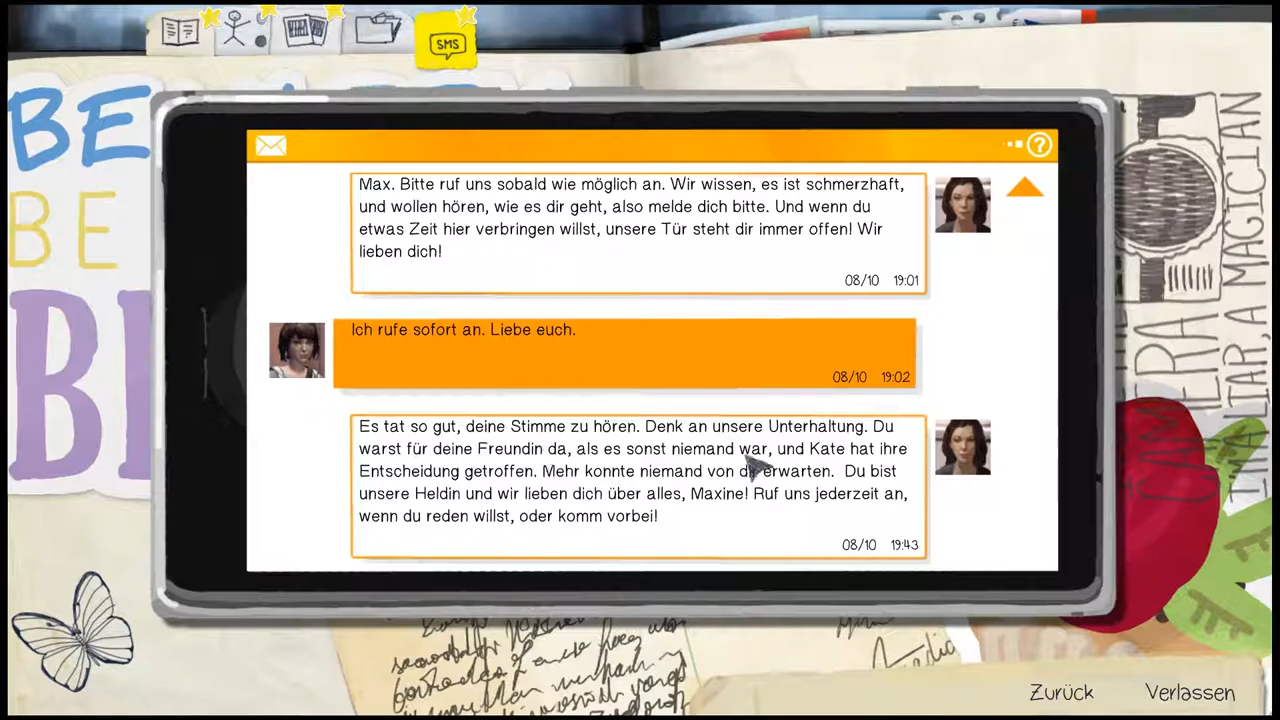 SMS
BE
BE
Max. Bitte ruf uns sobald wie möglich an. Wir wissen, es ist schmerzhaft,
und wollen hören, wie es dir geht, also melde dich bitte. Und wenn du
etwas Zeit hier verbringen willst, unsere Tür steht dir immer offen! Wir
lieben dich!
08/10 19:01
Ich rufe sofort an. Liebe euch.
08/10 19:02
Es tat so gut, deine Stimme zu hören. Denk an unsere Unterhaltung. Du
warst für deine Freundin da, als es sonst niemand war, und Kate hat ihre
Entscheidung getroffen. Mehr konnte niemand von dir erwarten. Du bist
unsere Heldin und wir lieben dich über alles, Maxine! Ruf uns jederzeit an,
wenn du reden willst, oder komm vorbei!
08/10 19:43
CAMERA
MAGICIAN
Zurück
Verlassen